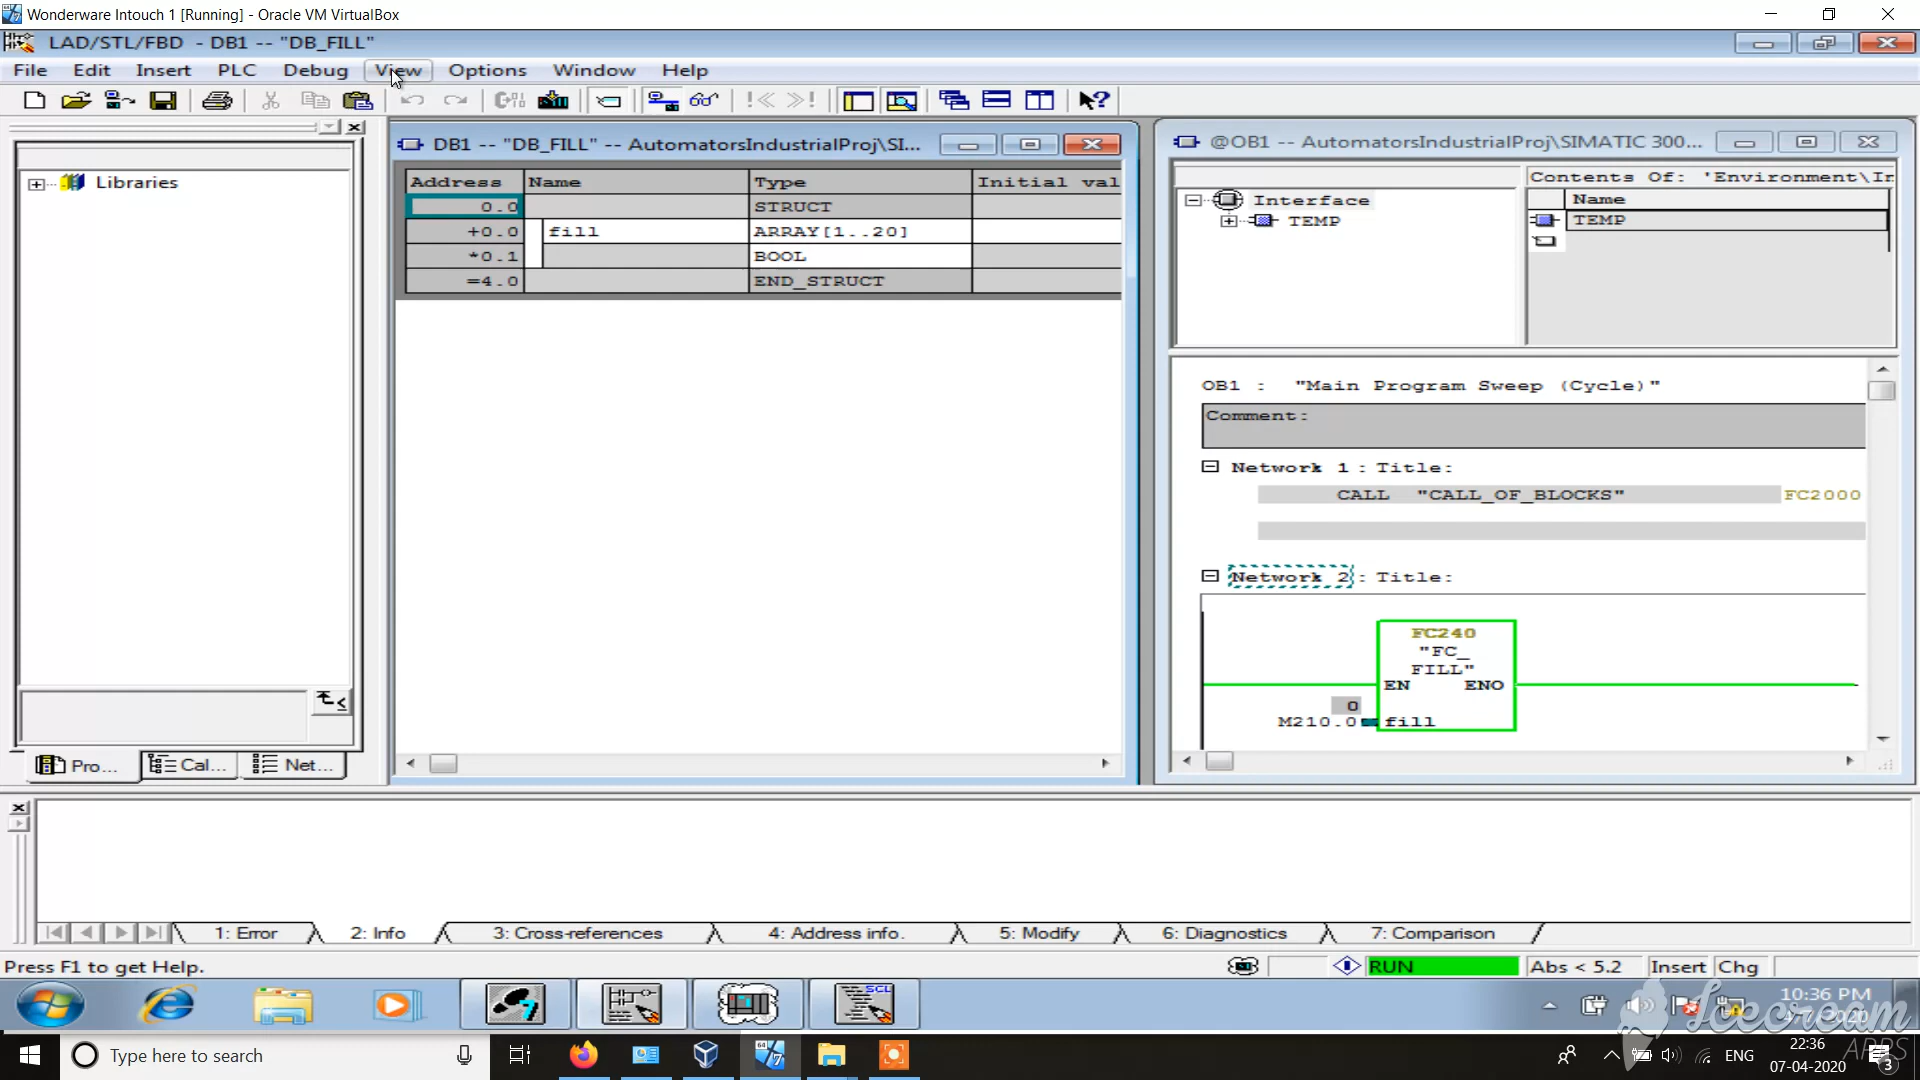 Wonderware Intouch 1 [Running] - Oracle VM VirtualBox
LAD/STL/FBD - DB1 -- "DB_FILL"
File Edit Insert PLC Debug View Options Window Help
DB1 -- "DB_FILL" -- AutomatorsIndustrialProj\SI...
@OB1 -- AutomatorsIndustrialProj\SIMATIC 300...
Libraries
Address Name Type Initial val
0.0 STRUCT
+0.0 fill ARRAY[1..20]
*0.1 BOOL
=4.0 END_STRUCT
Interface
TEMP
Contents Of: 'Environment\In
Name
TEMP
OB1 : "Main Program Sweep (Cycle)"
Comment:
Network 1 : Title:
CALL "CALL_OF_BLOCKS" FC2000
Network 2 : Title:
FC240
"FC_
FILL"
EN ENO
0
M210.0 fill
Pro... Cal... Net...
1: Error 2: Info 3: Cross-references 4: Address info. 5: Modify 6: Diagnostics 7: Comparison
Press F1 to get Help.
RUN Abs < 5.2 Insert Chg
SCL
10:36 PM
Icecream
APPS
Type here to search
ENG
22:36
07-04-2020
3